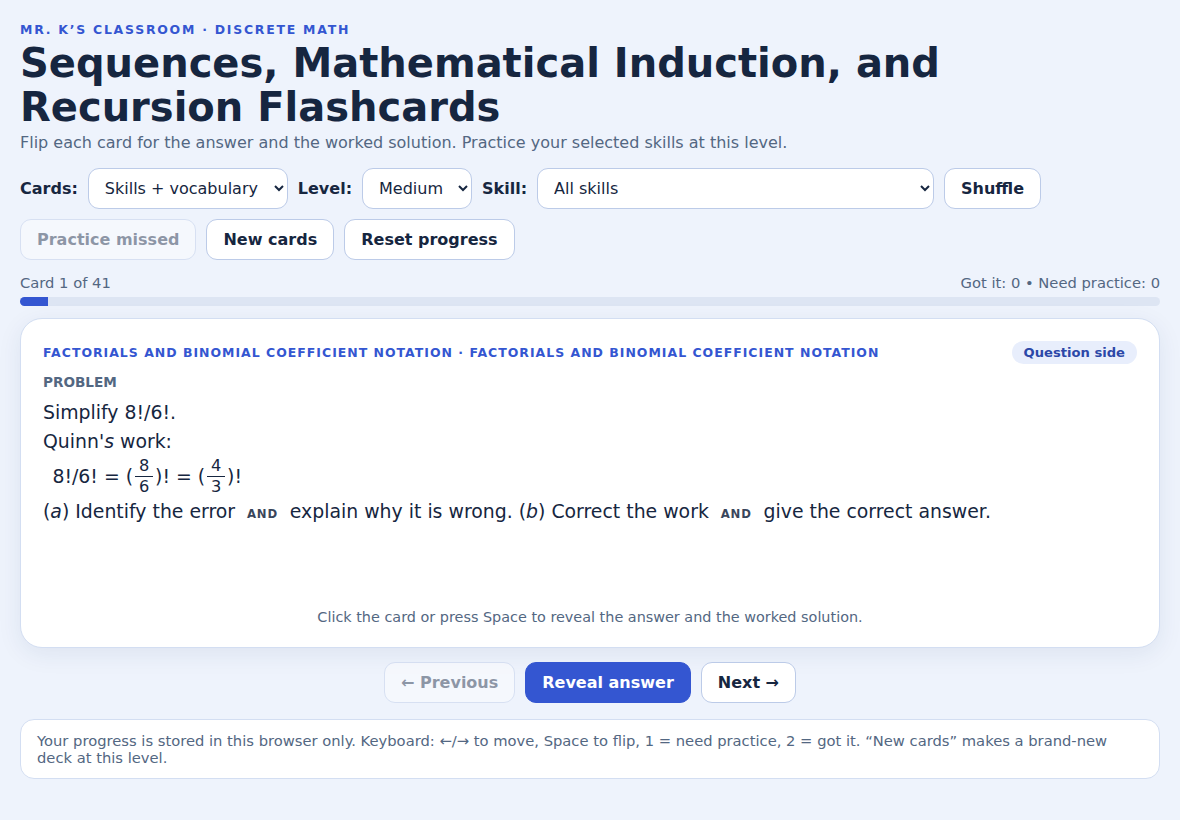 MR. K’S CLASSROOM · DISCRETE MATH
Sequences, Mathematical Induction, and
Recursion Flashcards
Flip each card for the answer and the worked solution. Practice your selected skills at this level.
Cards: Skills + vocabulary Level: Medium Skill: All skills Shuffle
Practice missed New cards Reset progress
Card 1 of 41 Got it: 0 • Need practice: 0
FACTORIALS AND BINOMIAL COEFFICIENT NOTATION · FACTORIALS AND BINOMIAL COEFFICIENT NOTATION Question side
PROBLEM
Simplify 8!/6!.
Quinn's work:
8!/6! = (8/6)! = (4/3)!
(a) Identify the error AND explain why it is wrong. (b) Correct the work AND give the correct answer.
Click the card or press Space to reveal the answer and the worked solution.
← Previous Reveal answer Next →
Your progress is stored in this browser only. Keyboard: ←/→ to move, Space to flip, 1 = need practice, 2 = got it. “New cards” makes a brand-new
deck at this level.